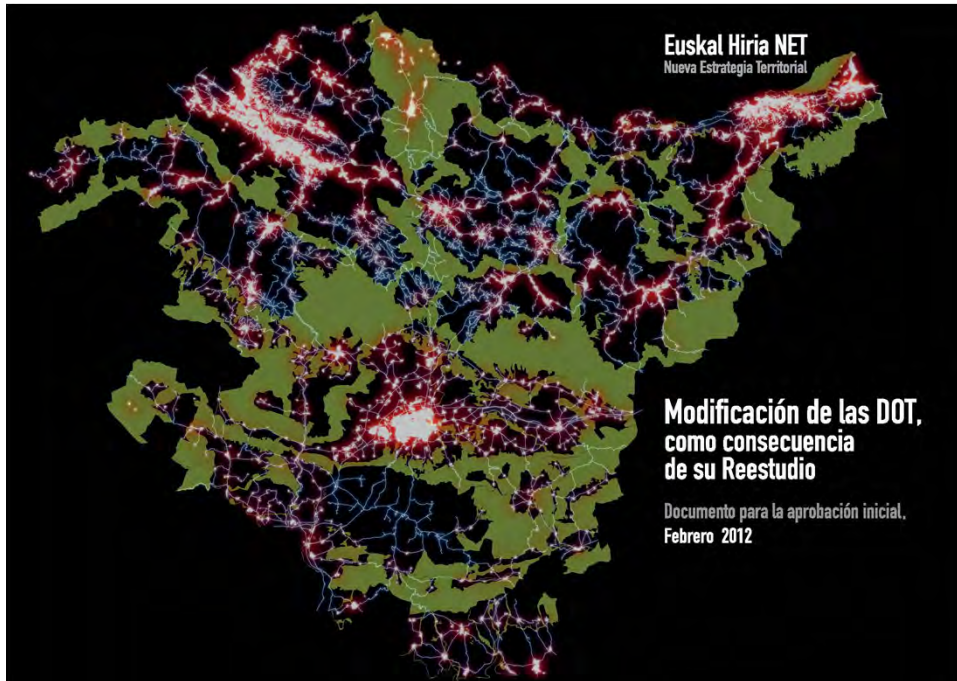 Euskal Hiria NET
Nueva Estrategia Territorial
Modificación de las DOT,
como consecuencia
de su Reestudio
Documento para la aprobación inicial,
Febrero 2012